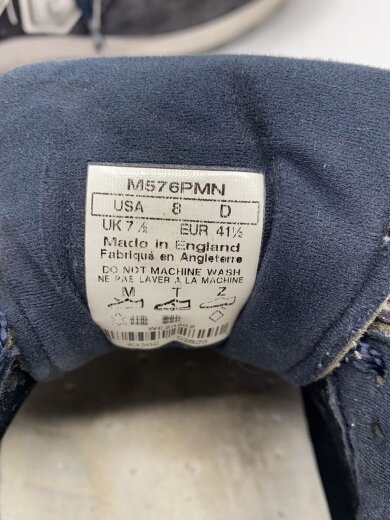 M576PMN
USA 8 D
UK 7½ EUR 41½
Made in England
Fabriqué en Angleterre
DO NOT MACHINE WASH
NE PAS LAVER A LA MACHINE
M T Z